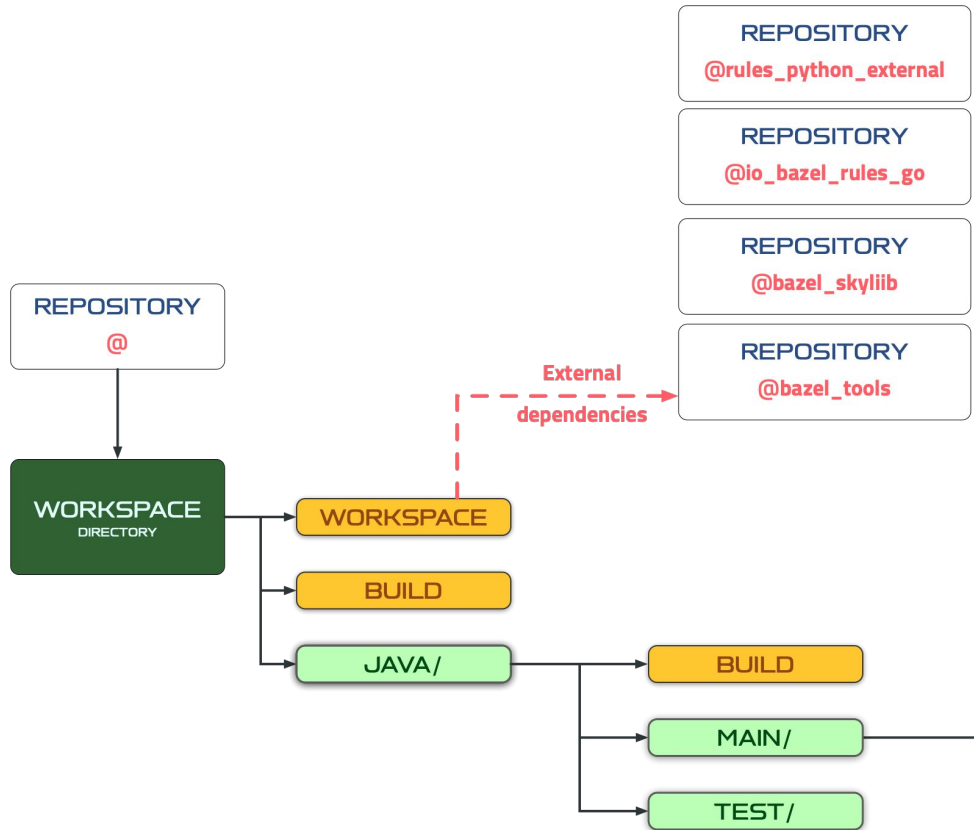 REPOSITORY
@rules_python_external
REPOSITORY
@io_bazel_rules_go
REPOSITORY
@bazel_skyliib
REPOSITORY
@bazel_tools
REPOSITORY
@
External
dependencies
WORKSPACE
DIRECTORY
WORKSPACE
BUILD
JAVA/
BUILD
MAIN/
TEST/